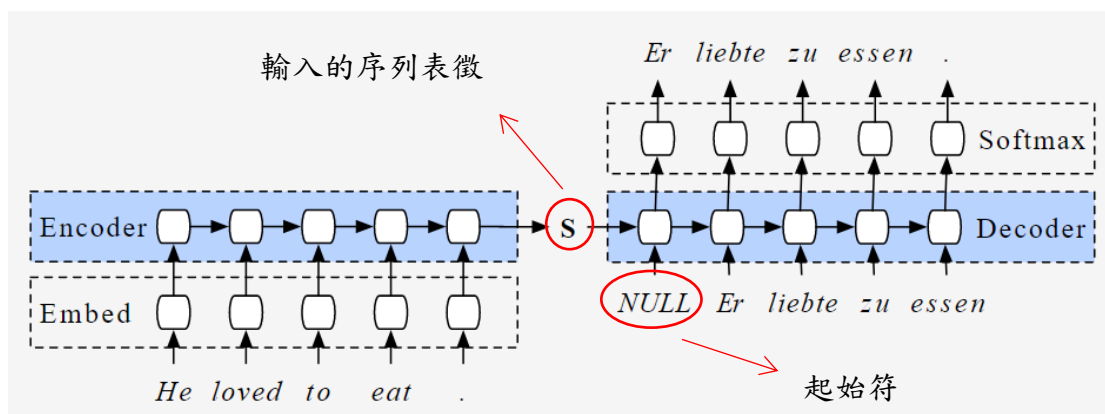 輸入的序列表徵
Er liebte zu essen .
Softmax
Encoder
S
Decoder
Embed
NULL Er liebte zu essen
He loved to eat .
起始符